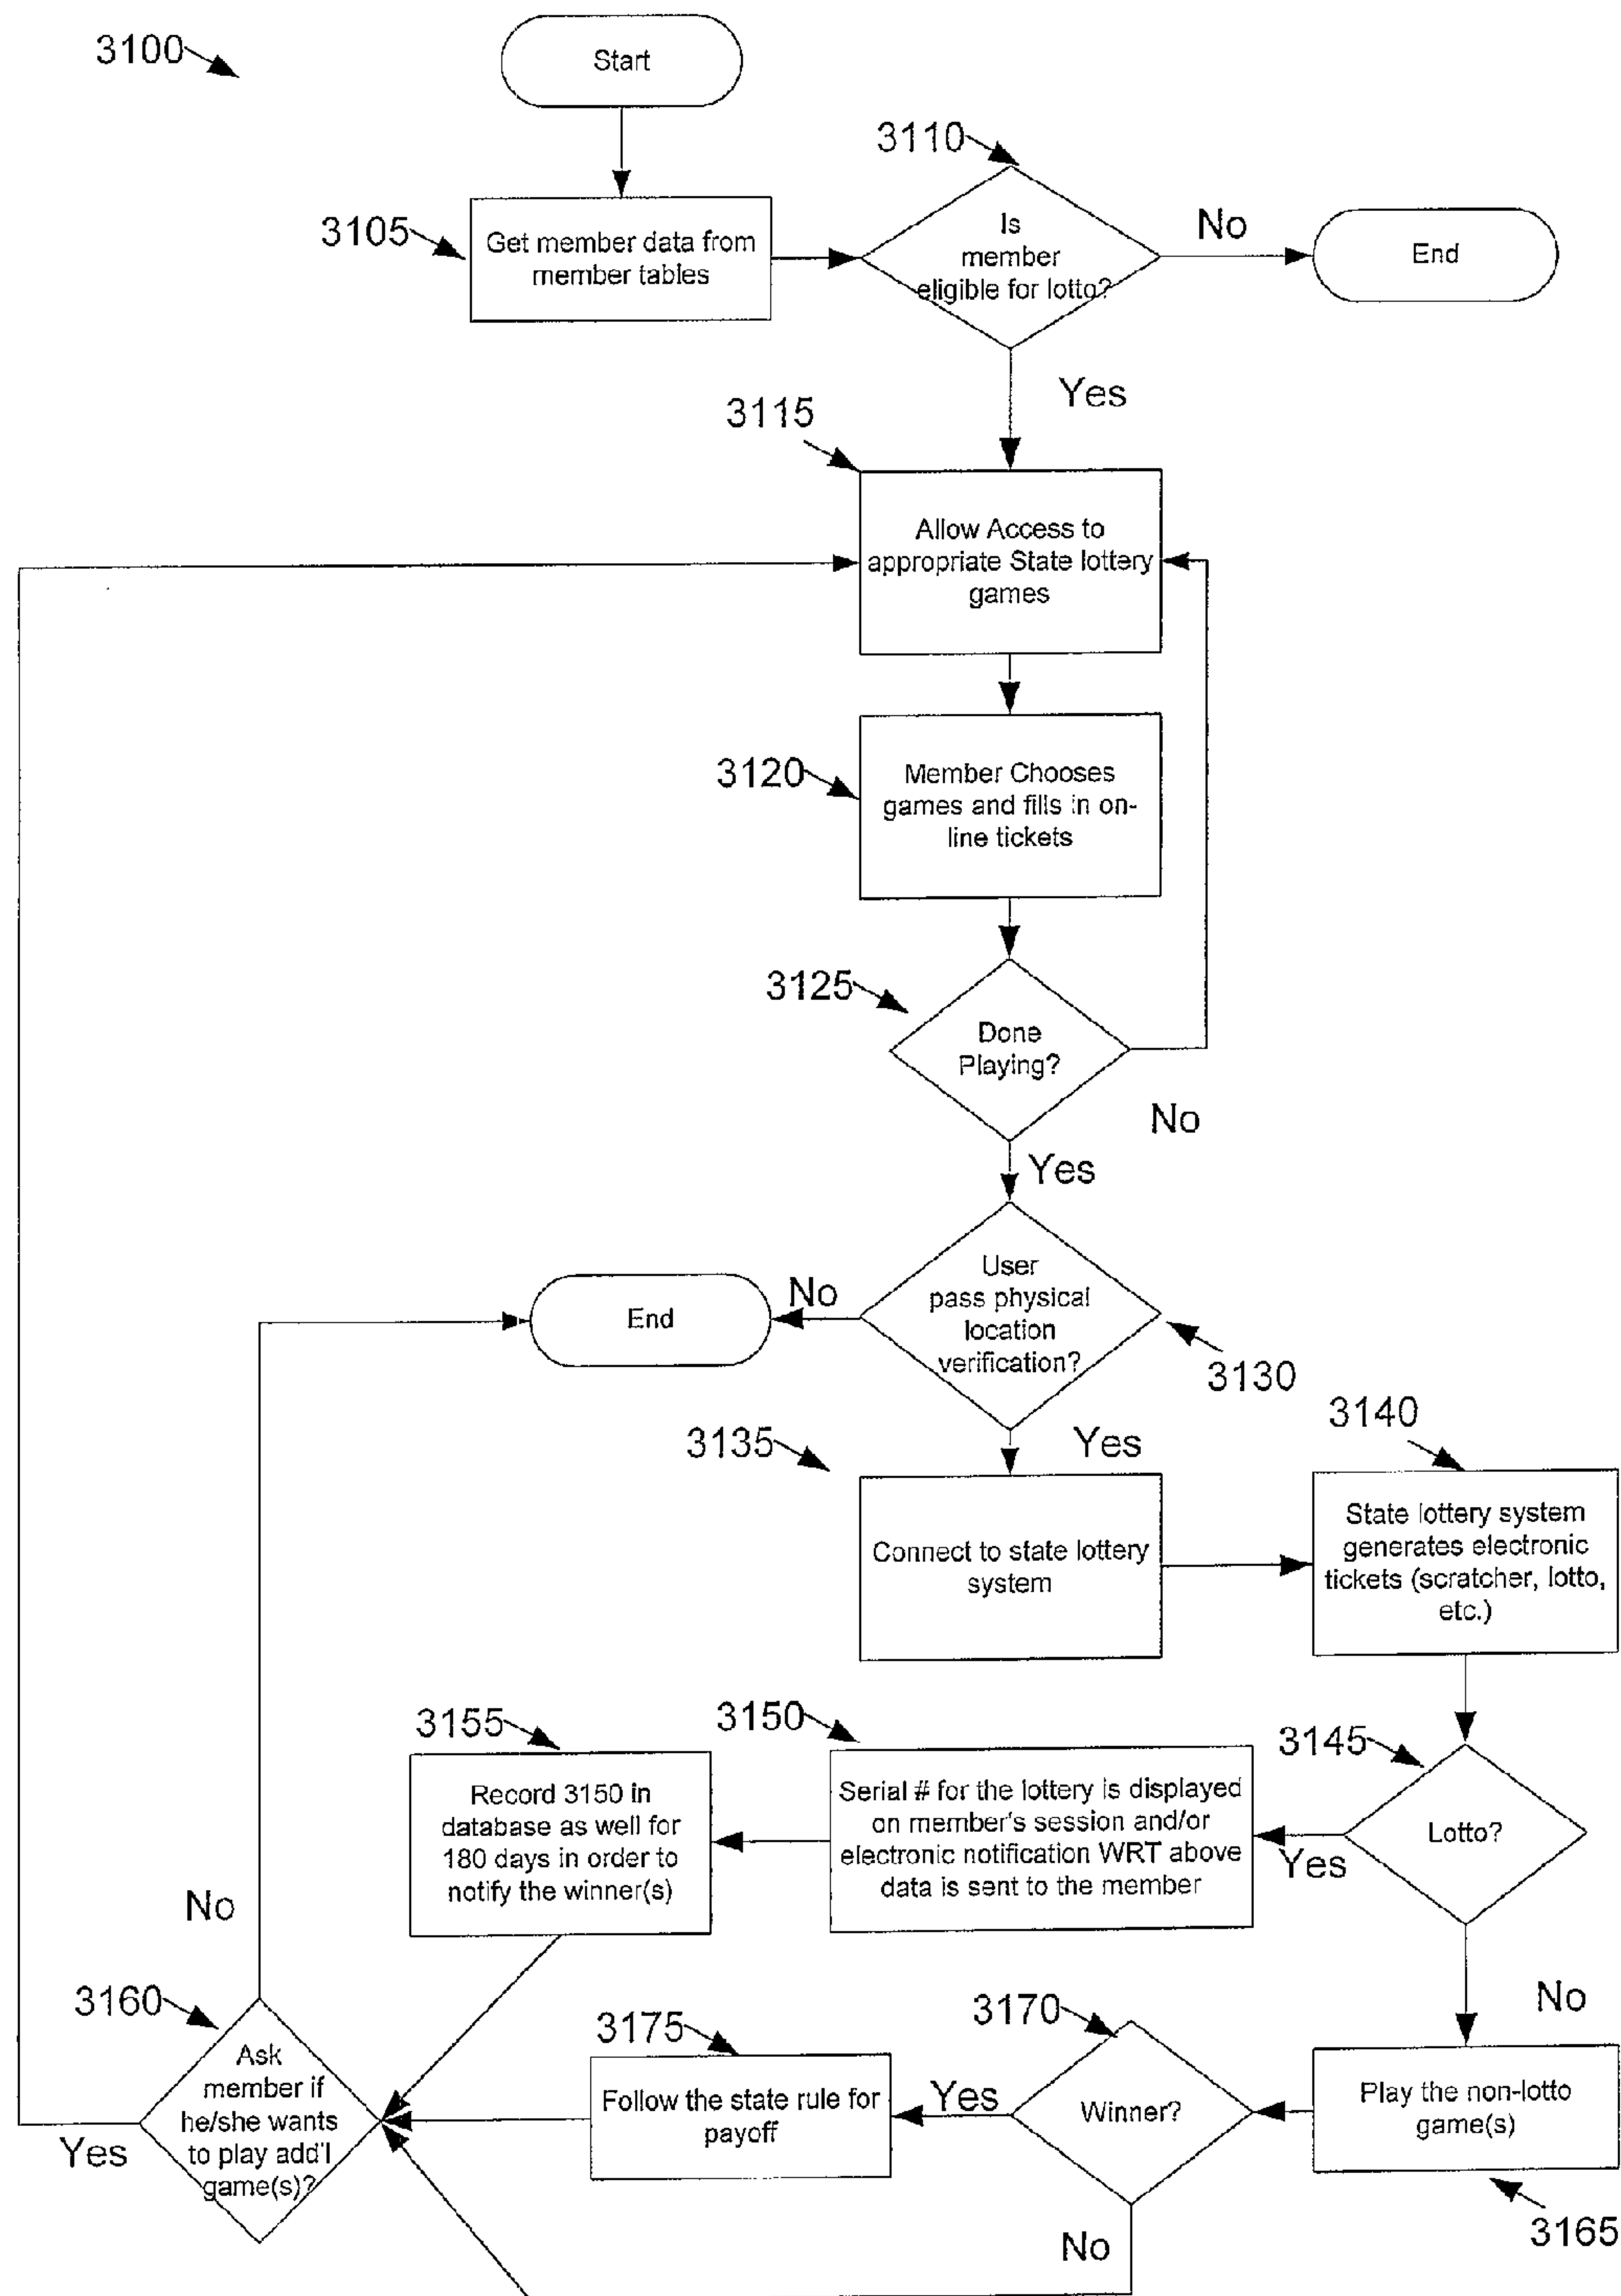 3100
Start
3110
3105
Get member data from
member tables
Is
member
eligible for lotto?
No
End
Yes
3115
Allow Access to
appropriate State lottery
games
3120
Member Chooses
games and fills in on-
line tickets
3125
Done
Playing?
No
Yes
End
No
User
pass physical
location
verification?
3130
3140
3135
Yes
Connect to state lottery
system
State lottery system
generates electronic
tickets (scratcher, lotto,
etc.)
3155
3150
3145
Record 3150 in
database as well for
180 days in order to
notify the winner(s)
Serial # for the lottery is displayed
on member's session and/or
electronic notification WRT above
data is sent to the member
Yes
Lotto?
No
No
3160
3175
3170
Ask
member if
he/she wants
to play add'l
game(s)?
Yes
Follow the state rule for
payoff
Yes
Winner?
Play the non-lotto
game(s)
No
3165